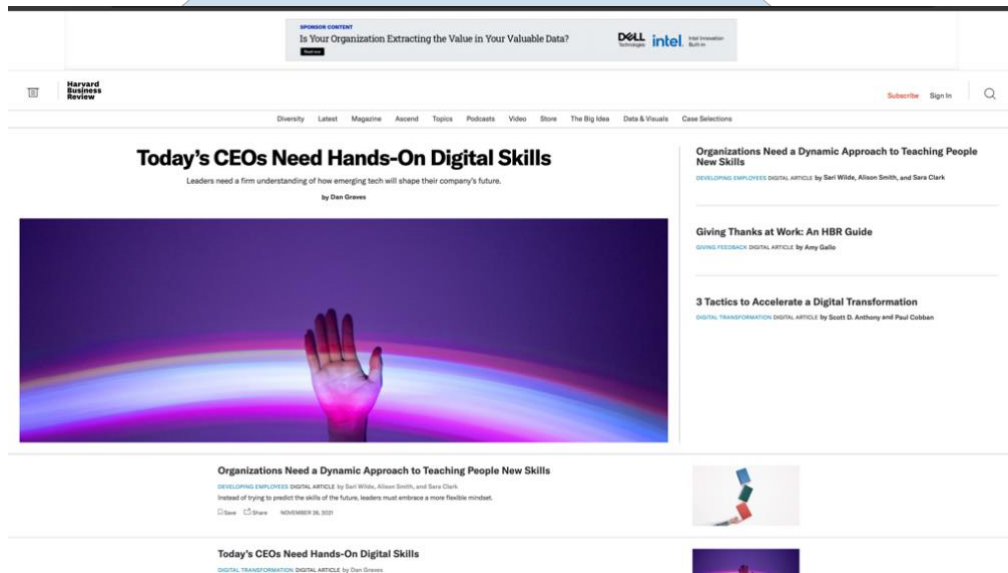 SPONSOR CONTENT
Is Your Organization Extracting the Value in Your Valuable Data?
Read now
DELL
Technologies
intel
Intel Innovation
Built-in
Harvard
Business
Review
Subscribe Sign In
Diversity Latest Magazine Ascend Topics Podcasts Video Store The Big Idea Data & Visuals Case Selections
Today's CEOs Need Hands-On Digital Skills
Leaders need a firm understanding of how emerging tech will shape their company's future.
by Dan Graves
Organizations Need a Dynamic Approach to Teaching People
New Skills
DEVELOPING EMPLOYEES DIGITAL ARTICLE by Sari Wilde, Alison Smith, and Sara Clark
Giving Thanks at Work: An HBR Guide
GIVING FEEDBACK DIGITAL ARTICLE by Amy Gallo
3 Tactics to Accelerate a Digital Transformation
DIGITAL TRANSFORMATION DIGITAL ARTICLE by Scott D. Anthony and Paul Cobban
Organizations Need a Dynamic Approach to Teaching People New Skills
DEVELOPING EMPLOYEES DIGITAL ARTICLE by Sari Wilde, Alison Smith, and Sara Clark
Instead of trying to predict the skills of the future, leaders must embrace a more flexible mindset.
Save Share NOVEMBER 26, 2021
Today's CEOs Need Hands-On Digital Skills
DIGITAL TRANSFORMATION DIGITAL ARTICLE by Dan Graves